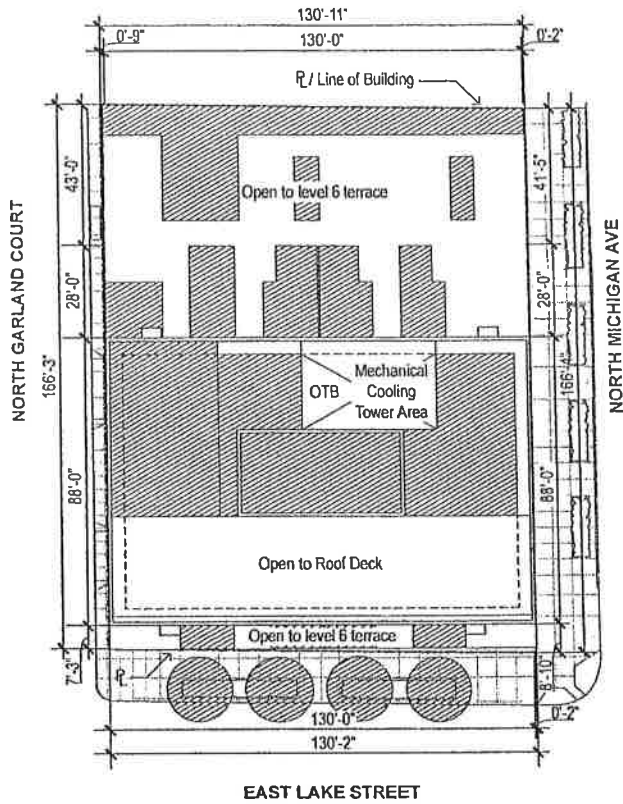 130'-11"
0'-9"
130'-0"
0'-2"
℄/ Line of Building
43'-0"
41'-5"
Open to level 6 terrace
NORTH GARLAND COURT
NORTH MICHIGAN AVE
28'-0"
28'-0"
166'-3"
166'-4"
OTB
Mechanical
Cooling
Tower Area
88'-0"
88'-0"
Open to Roof Deck
Open to level 6 terrace
7'-3"
℄
8'-10"
130'-0"
0'-2"
130'-2"
EAST LAKE STREET